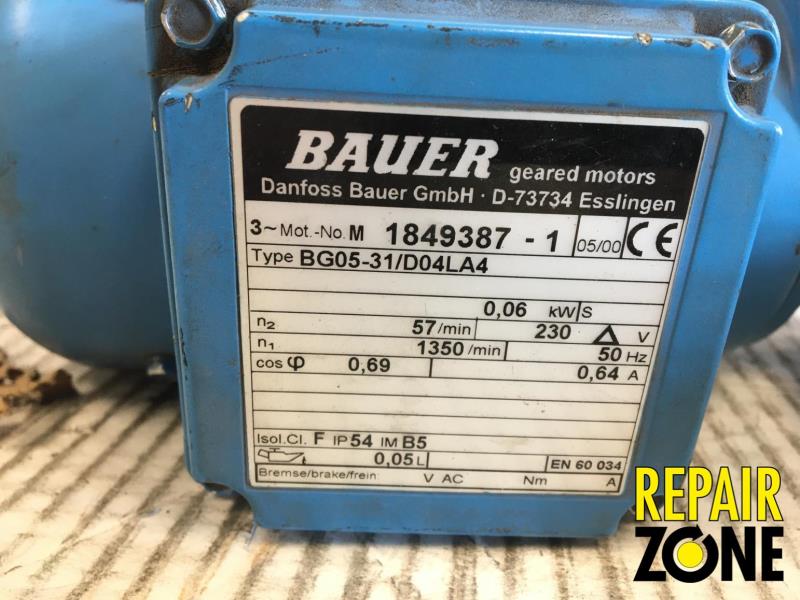 BAUER geared motors
Danfoss Bauer GmbH · D-73734 Esslingen
3~ Mot.-No. M 1849387 - 1 05/00 CE
Type BG05-31/D04LA4
0,06 kW S
n2 57/min 230 Δ V
n1 1350/min 50 Hz
cos φ 0,69 0,64 A
Isol.Cl. F IP 54 IM B5
0,05 L EN 60 034
Bremse/brake/frein: V AC Nm A
REPAIR
ZONE